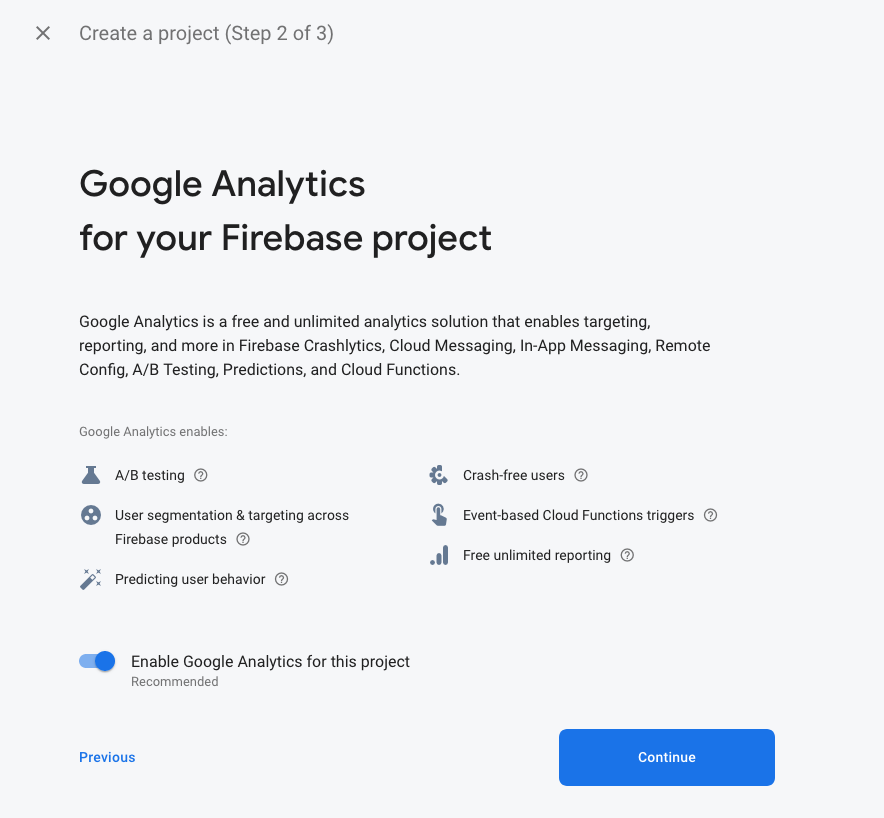 Create a project (Step 2 of 3)
Google Analytics
for your Firebase project
Google Analytics is a free and unlimited analytics solution that enables targeting,
reporting, and more in Firebase Crashlytics, Cloud Messaging, In-App Messaging, Remote
Config, A/B Testing, Predictions, and Cloud Functions.
Google Analytics enables:
A/B testing
User segmentation & targeting across
Firebase products
Predicting user behavior
Crash-free users
Event-based Cloud Functions triggers
Free unlimited reporting
Enable Google Analytics for this project
Recommended
Previous
Continue